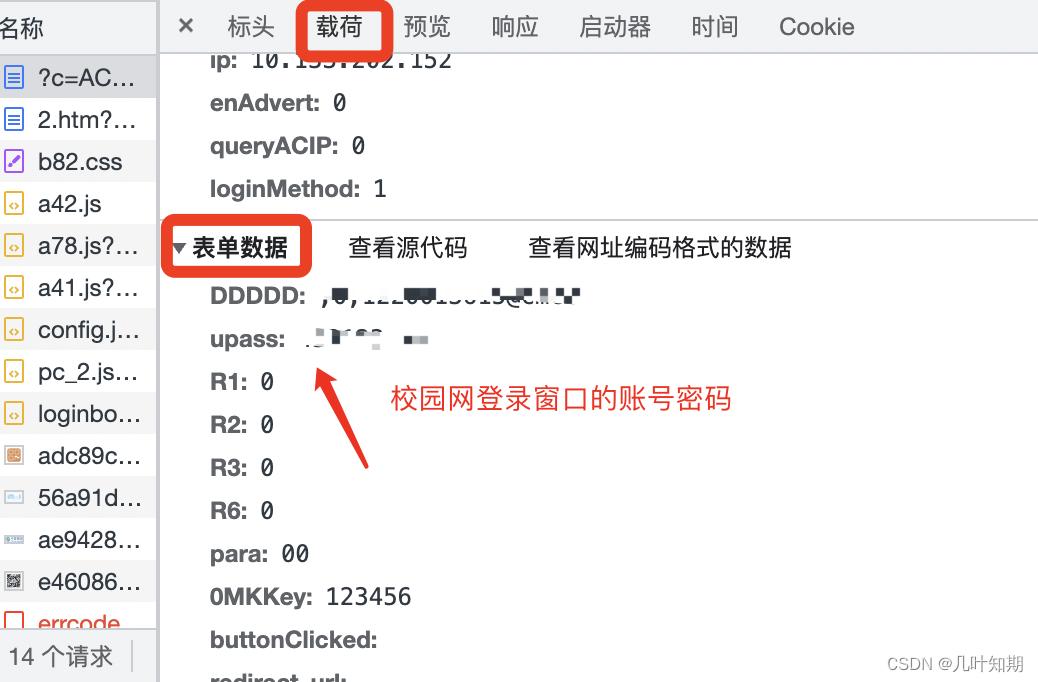 名称
× 标头 载荷 预览 响应 启动器 时间 Cookie
?c=AC...
2.htm?...
b82.css
a42.js
a78.js?...
a41.js?...
config.j...
pc_2.js...
loginbo...
adc89c...
56a91d...
ae9428...
e46086...
errcode
14 个请求
ip:
enAdvert: 0
queryACIP: 0
loginMethod: 1
▼ 表单数据 查看源代码 查看网址编码格式的数据
DDDDD:
upass:
R1: 0
校园网登录窗口的账号密码
R2: 0
R3: 0
R6: 0
para: 00
0MKKey: 123456
buttonClicked:
redirect_url:
CSDN @几叶知期